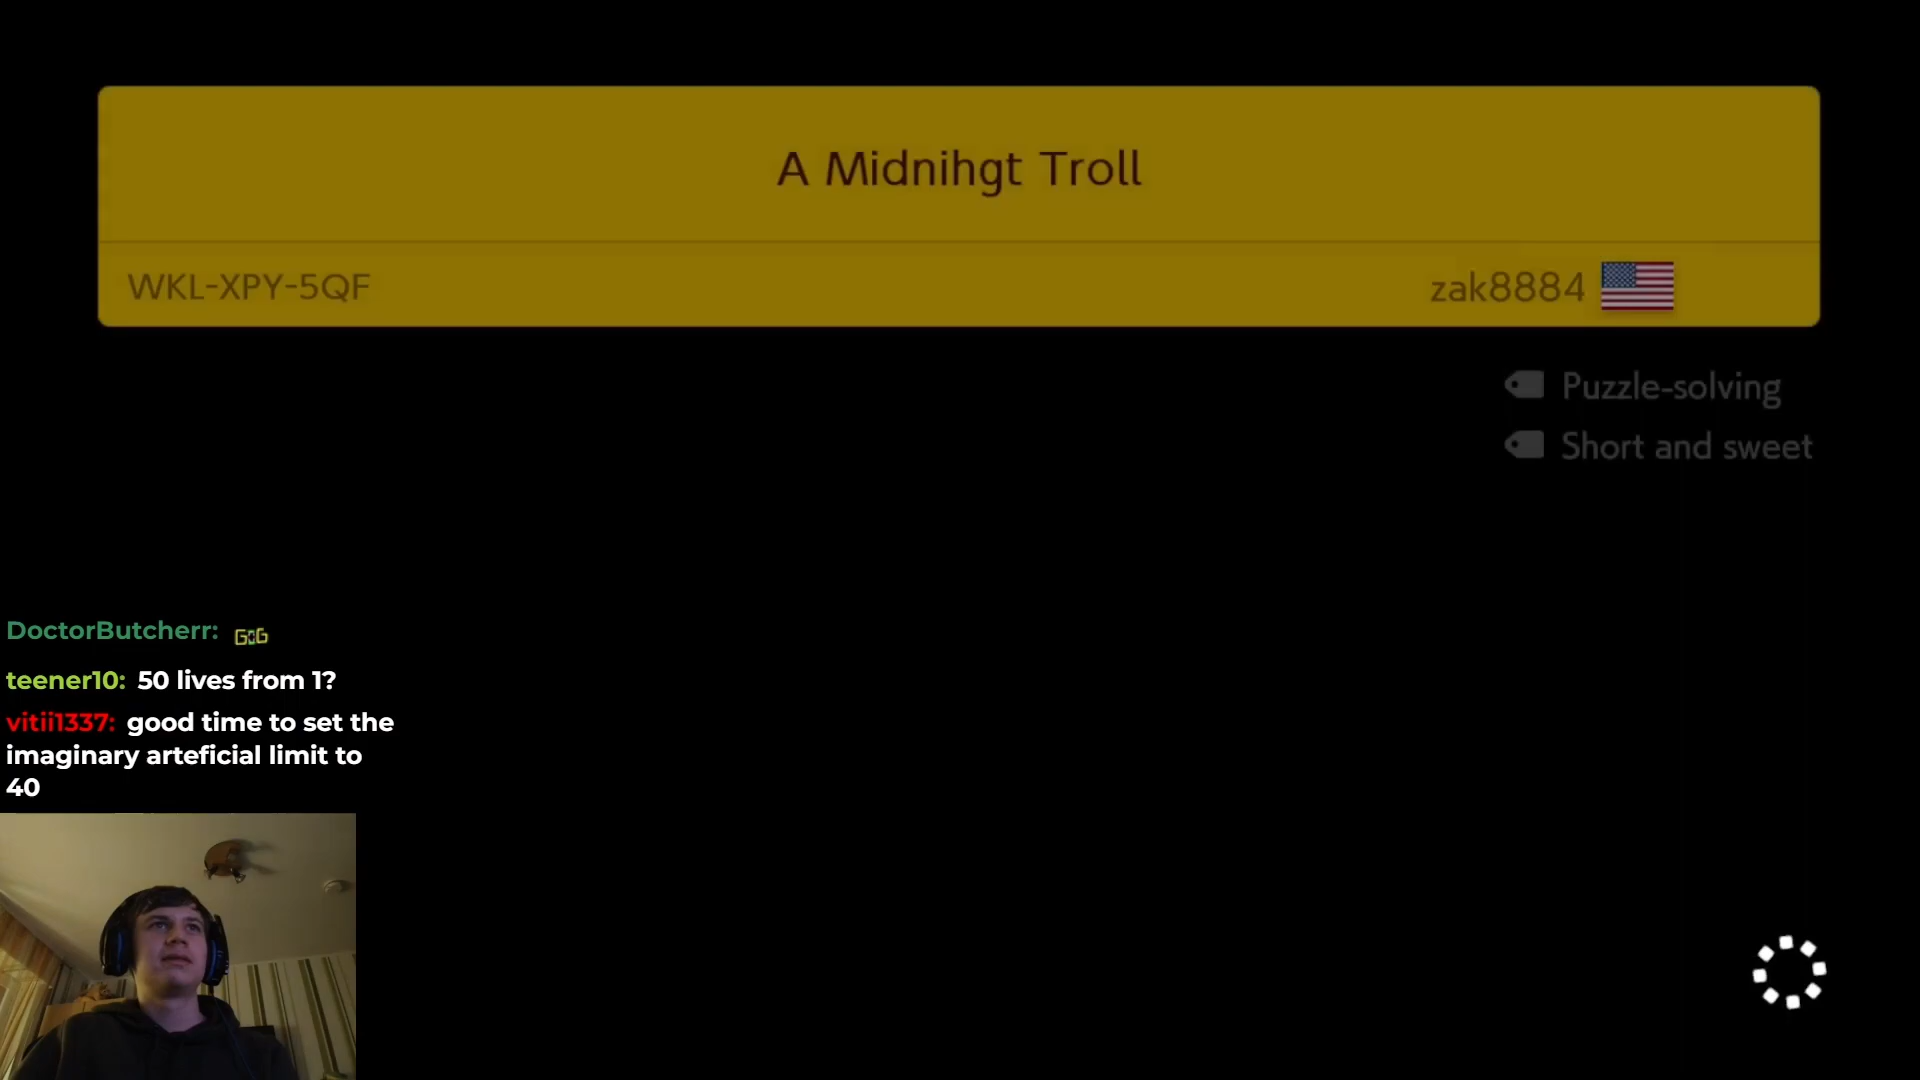 A Midnihgt Troll
WKL-XPY-5QF
zak8884
Puzzle-solving
Short and sweet
DoctorButcherr:
teener10: 50 lives from 1?
vitii1337: good time to set the
imaginary arteficial limit to
40